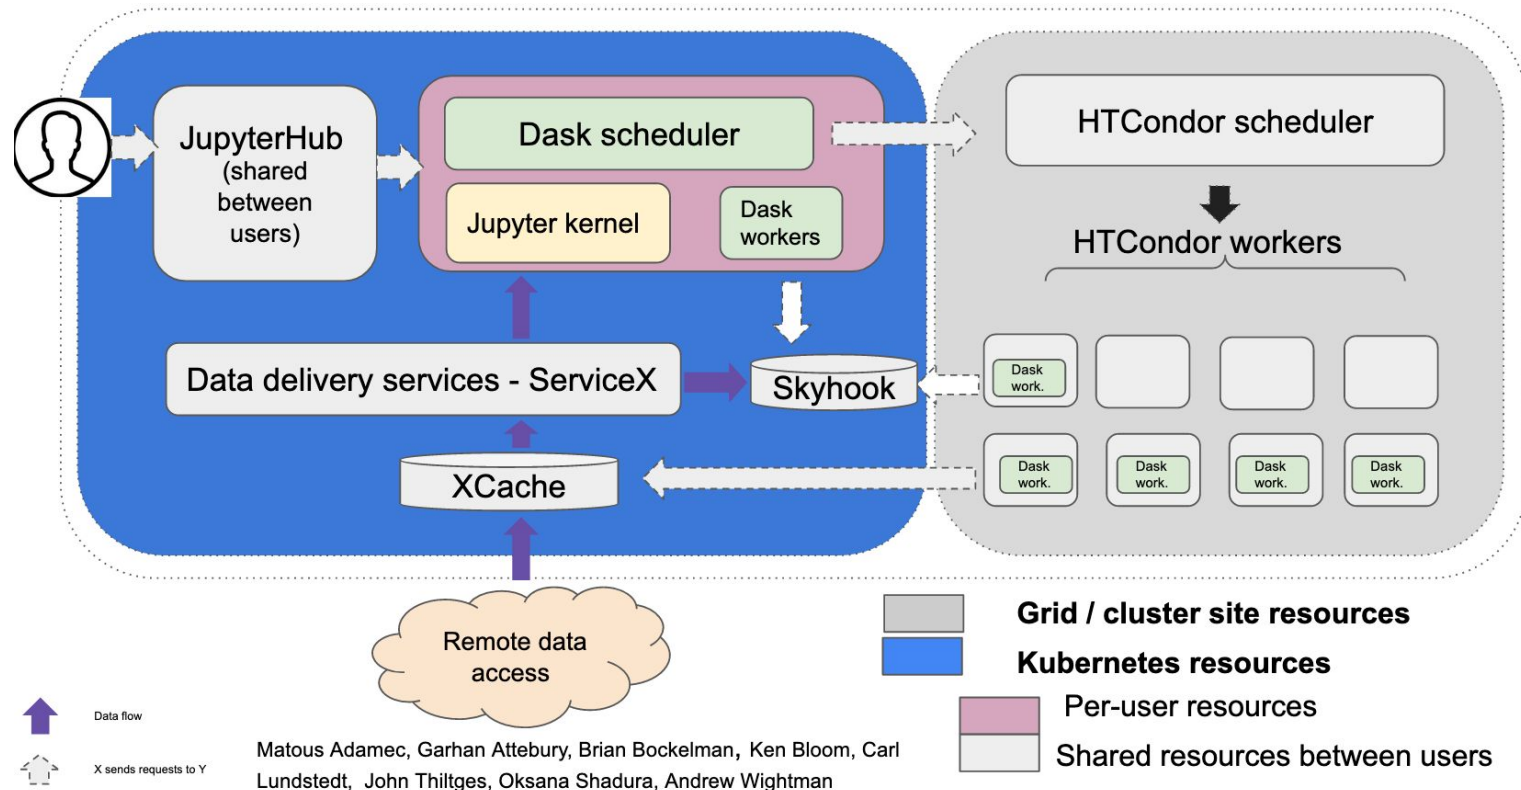 JupyterHub
(shared
between
users)
Dask scheduler
Jupyter kernel
Dask
workers
HTCondor scheduler
HTCondor workers
Data delivery services - ServiceX
Skyhook
XCache
Dask
work.
Dask
work.
Dask
work.
Dask
work.
Dask
work.
Remote data
access
Grid / cluster site resources
Kubernetes resources
Per-user resources
Shared resources between users
Data flow
X sends requests to Y
Matous Adamec, Garhan Attebury, Brian Bockelman, Ken Bloom, Carl
Lundstedt, John Thiltges, Oksana Shadura, Andrew Wightman